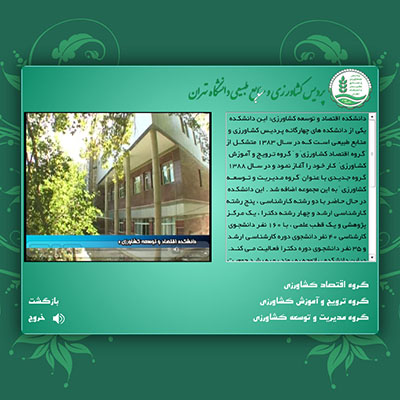 پردیس کشاورزی و منابع طبیعی دانشگاه تهران
دانشکده اقتصاد و توسعه کشاورزی: این دانشکده
یکی از دانشکده های چهارگانه پردیس کشاورزی و
منابع طبیعی است که در سال ۱۳۸۳ متشکل از
گروه اقتصاد کشاورزی و گروه ترویج و آموزش
کشاورزی کار خود را آغاز نمود و در سال ۱۳۸۸
گروه جدیدی با عنوان گروه مدیریت و توسعه
کشاورزی به این مجموعه اضافه شد . این دانشکده
در حال حاضر با دو رشته کارشناسی ، پنج رشته
کارشناسی ارشد و چهار رشته دکترا ، یک مرکز
پژوهشی و یک قطب علمی ، با ۱۶۰ نفر دانشجوی
کارشناسی ۴۰ نفر دانشجوی دوره کارشناسی ارشد
و ۳۵ نفر دانشجوی دوره دکترا فعالیت می کند.
دانشکده اقتصاد و توسعه کشاورزی
گروه اقتصاد کشاورزی
گروه ترویج و آموزش کشاورزی
گروه مدیریت و توسعه کشاورزی
بازگشت
خروج